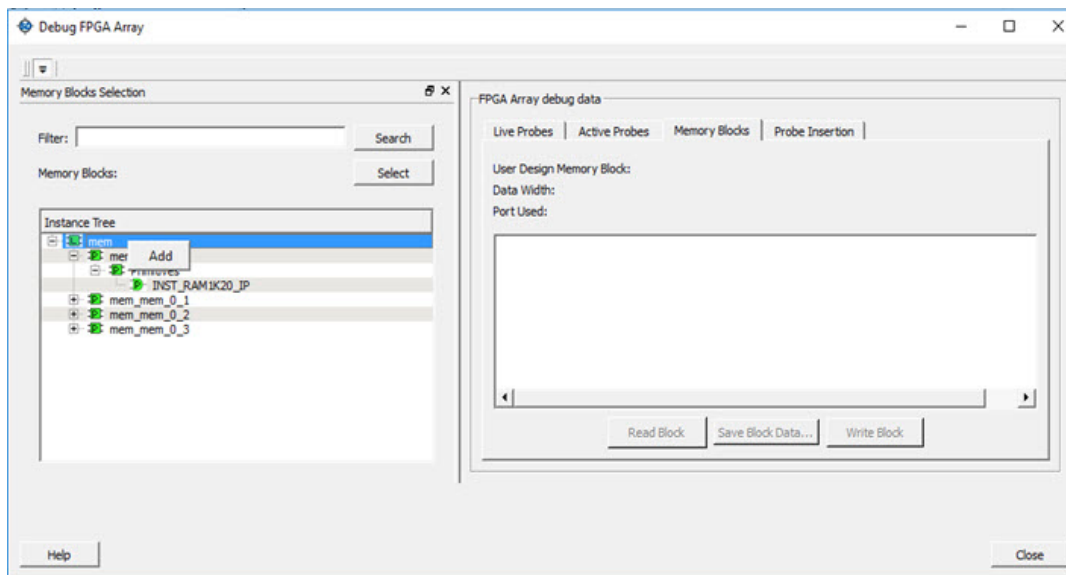 Debug FPGA Array
Memory Blocks Selection
Filter:
Search
Memory Blocks:
Select
Instance Tree
mem
Add
Primitives
INST_RAM1K20_IP
mem_mem_0_1
mem_mem_0_2
mem_mem_0_3
FPGA Array debug data
Live Probes
Active Probes
Memory Blocks
Probe Insertion
User Design Memory Block:
Data Width:
Port Used:
Read Block
Save Block Data...
Write Block
Help
Close